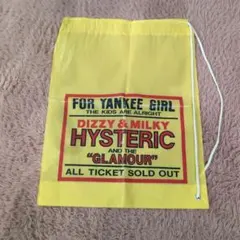 FOR YANKEE GIRL
THE KIDS ARE ALRIGHT
DIZZY & MILKY
HYSTERIC
AND THE
"GLAMOUR"
ALL TICKET SOLD OUT